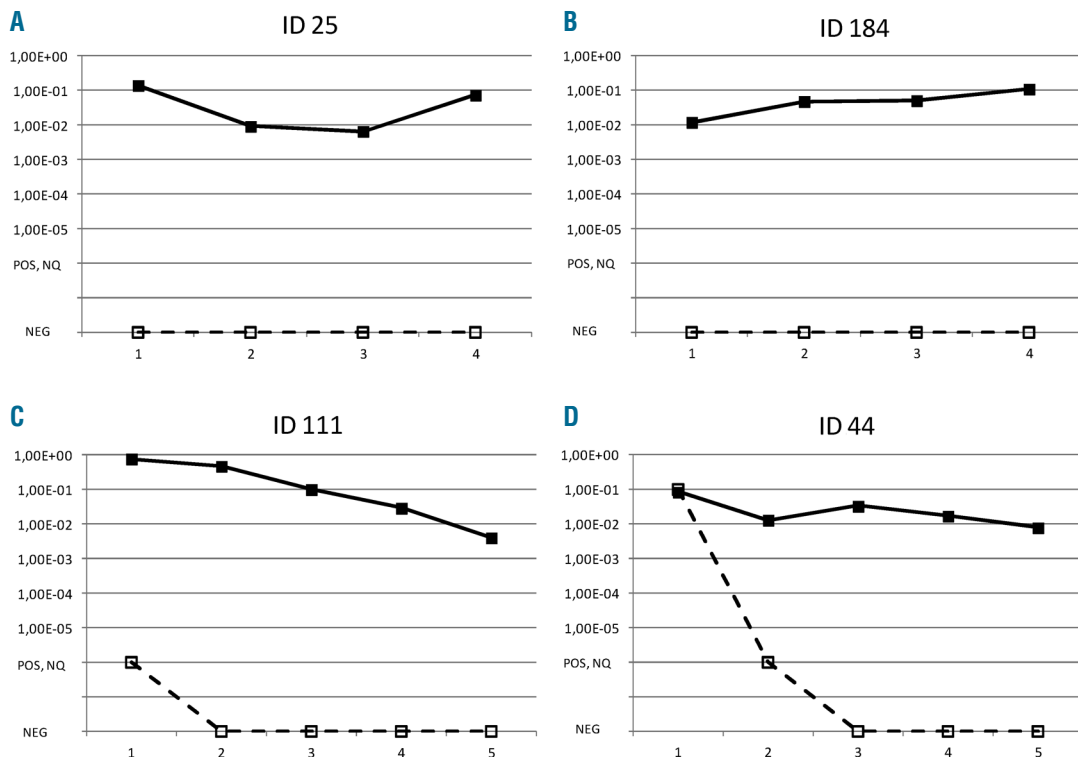 A
ID 25
1,00E+00
1,00E-01
1,00E-02
1,00E-03
1,00E-04
1,00E-05
POS, NQ
NEG
1 2 3 4
B
ID 184
1,00E+00
1,00E-01
1,00E-02
1,00E-03
1,00E-04
1,00E-05
POS, NQ
NEG
1 2 3 4
C
ID 111
1,00E+00
1,00E-01
1,00E-02
1,00E-03
1,00E-04
1,00E-05
POS, NQ
NEG
1 2 3 4 5
D
ID 44
1,00E+00
1,00E-01
1,00E-02
1,00E-03
1,00E-04
1,00E-05
POS, NQ
NEG
1 2 3 4 5